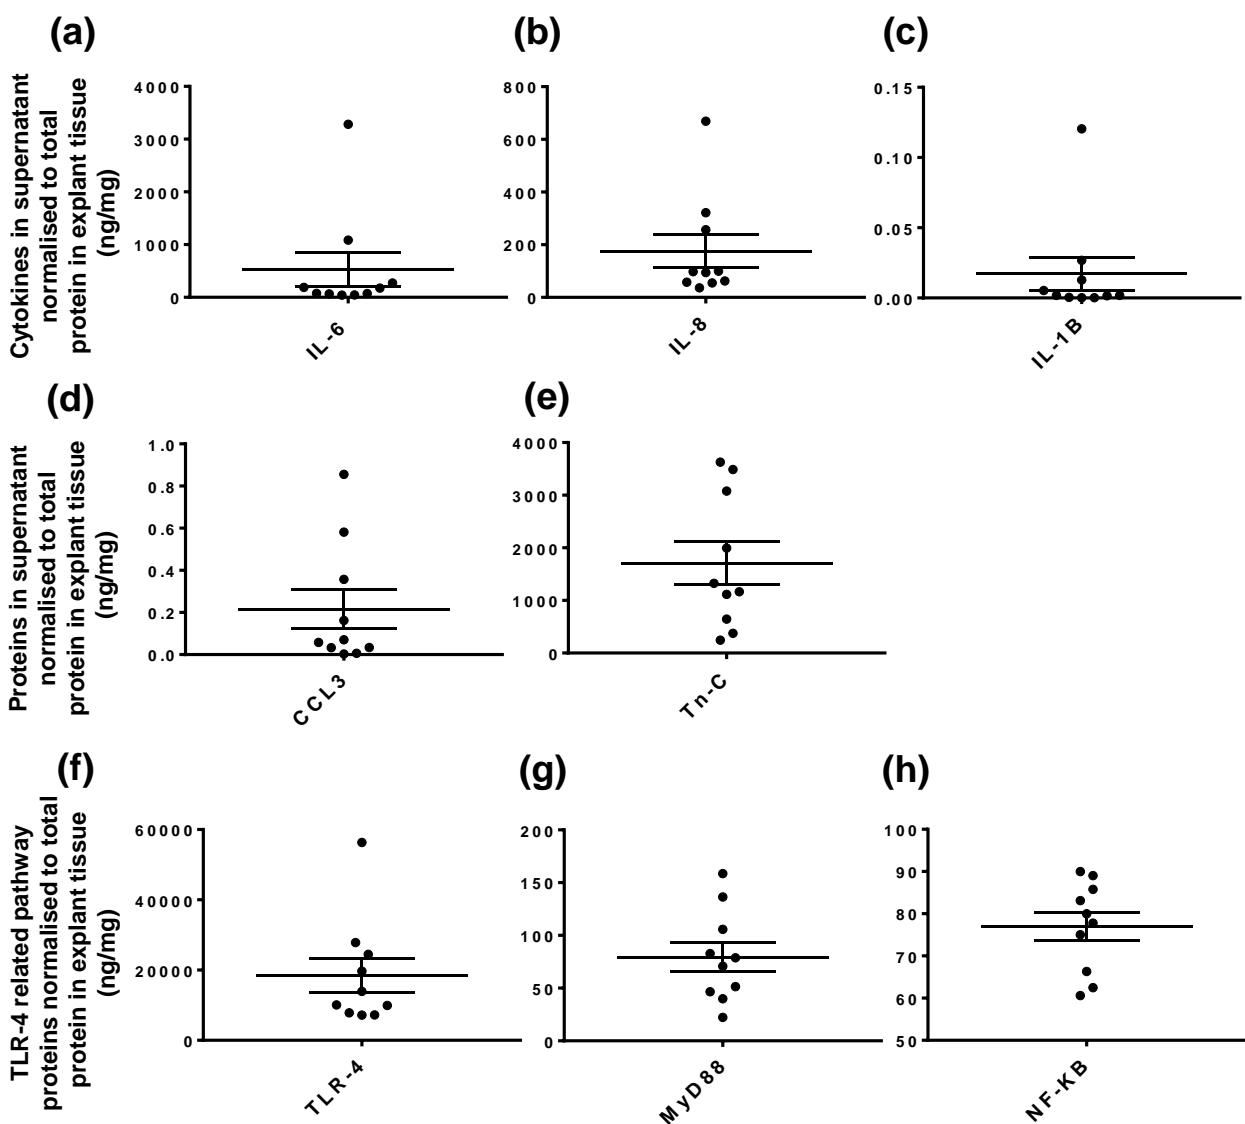 (a)
(b)
(c)
Cytokines in supernatant
normalised to total
protein in explant tissue
(ng/mg)
4000
3000
2000
1000
0
IL-6
800
600
400
200
0
IL-8
0.15
0.10
0.05
0.00
IL-1B
(d)
(e)
Proteins in supernatant
normalised to total
protein in explant tissue
(ng/mg)
1.0
0.8
0.6
0.4
0.2
0.0
CCL3
4000
3000
2000
1000
0
Tn-C
(f)
(g)
(h)
TLR-4 related pathway
proteins normalised to total
protein in explant tissue
(ng/mg)
60000
40000
20000
0
TLR-4
200
150
100
50
0
MyD88
100
90
80
70
60
50
NF-KB